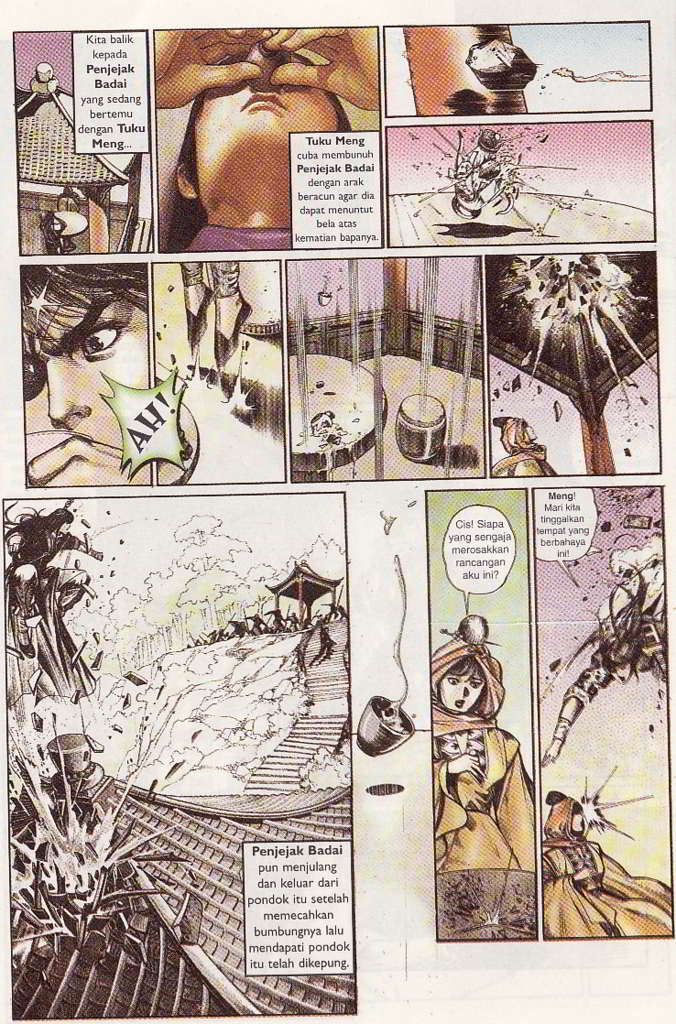 Kita balik
kepada
Penjejak
Badai
yang sedang
bertemu
dengan Tuku
Meng...
Tuku Meng
cuba membunuh
Penjejak Badai
dengan arak
beracun agar dia
dapat menuntut
bela atas
kematian bapanya.
AH!
Cis! Siapa
yang sengaja
merosakkan
rancangan
aku ini?
Meng!
Mari kita
tinggalkan
tempat yang
berbahaya
ini!
Penjejak Badai
pun menjulang
dan keluar dari
pondok itu setelah
memecahkan
bumbungnya lalu
mendapati pondok
itu telah dikepung.